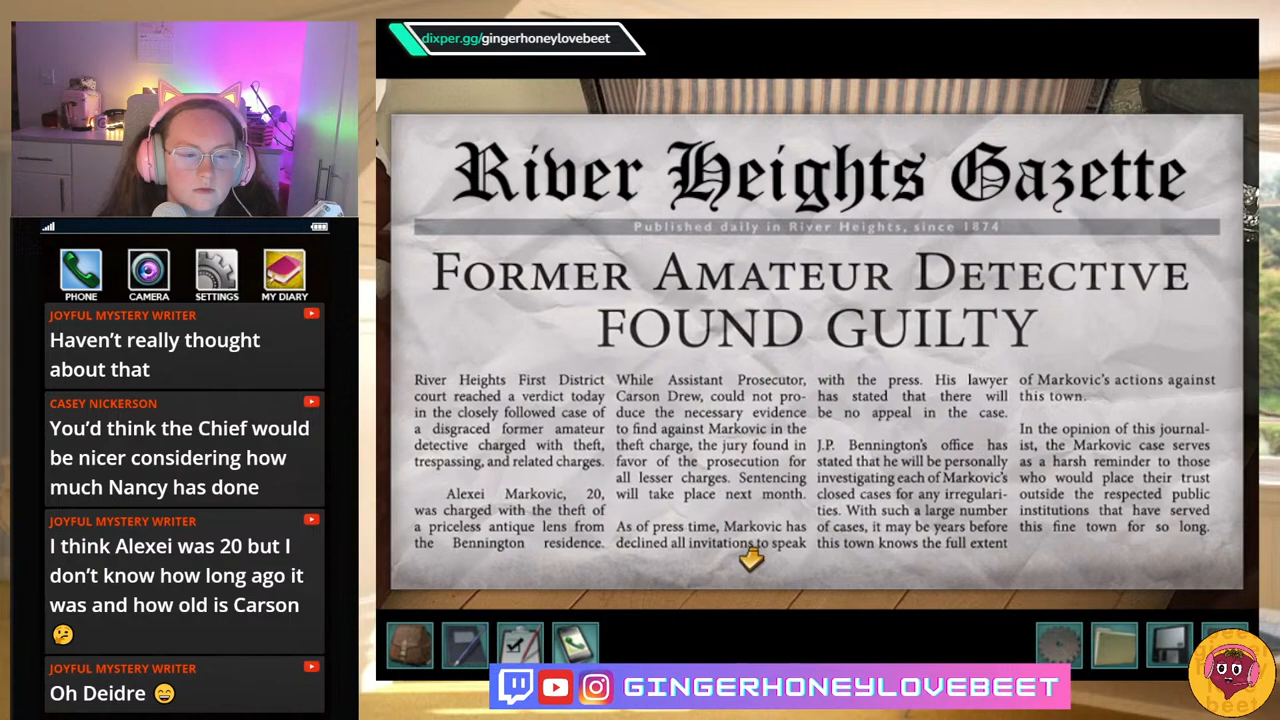 dixper.gg/gingerhoneylovebeet
PHONE
CAMERA
SETTINGS
MY DIARY
JOYFUL MYSTERY WRITER
Haven't really thought
about that
CASEY NICKERSON
You'd think the Chief would
be nicer considering how
much Nancy has done
JOYFUL MYSTERY WRITER
I think Alexei was 20 but I
don't know how long ago it
was and how old is Carson
🤔
JOYFUL MYSTERY WRITER
Oh Deidre 😄
River Heights Gazette
Published daily in River Heights, since 1874
FORMER AMATEUR DETECTIVE
FOUND GUILTY
River Heights First District
court reached a verdict today
in the closely followed case of
a disgraced former amateur
detective charged with theft,
trespassing, and related charges.
Alexei Markovic, 20,
was charged with the theft of
a priceless antique lens from
the Bennington residence.
While Assistant Prosecutor,
Carson Drew, could not pro-
duce the necessary evidence
to find against Markovic in the
theft charge, the jury found in
favor of the prosecution for
all lesser charges. Sentencing
will take place next month.
As of press time, Markovic has
declined all invitations to speak
with the press. His lawyer
has stated that there will
be no appeal in the case.
J.P. Bennington's office has
stated that he will be personally
investigating each of Markovic's
closed cases for any irregulari-
ties. With such a large number
of cases, it may be years before
this town knows the full extent
of Markovic's actions against
this town.
In the opinion of this journal-
ist, the Markovic case serves
as a harsh reminder to those
who would place their trust
outside the respected public
institutions that have served
this fine town for so long.
GINGERHONEYLOVEBEET